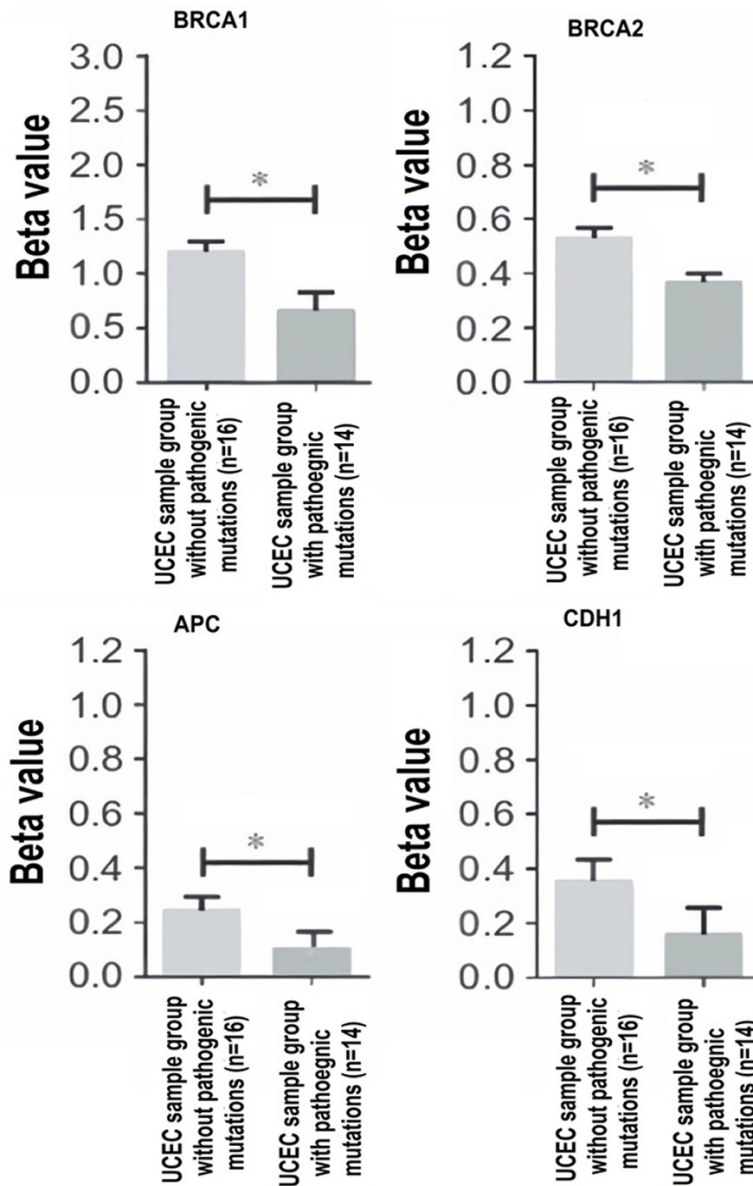 BRCA1
Beta value
3.0
2.5
2.0
1.5
1.0
0.5
0.0
*
UCEC sample group
without pathogenic
mutations (n=16)
UCEC sample group
with pathoegnic
mutations (n=14)
BRCA2
Beta value
1.2
1.0
0.8
0.6
0.4
0.2
0.0
*
UCEC sample group
without pathogenic
mutations (n=16)
UCEC sample group
with pathoegnic
mutations (n=14)
APC
Beta value
1.2
1.0
0.8
0.6
0.4
0.2
0.0
*
UCEC sample group
without pathogenic
mutations (n=16)
UCEC sample group
with pathoegnic
mutations (n=14)
CDH1
Beta value
1.2
1.0
0.8
0.6
0.4
0.2
0.0
*
UCEC sample group
without pathogenic
mutations (n=16)
UCEC sample group
with pathoegnic
mutations (n=14)